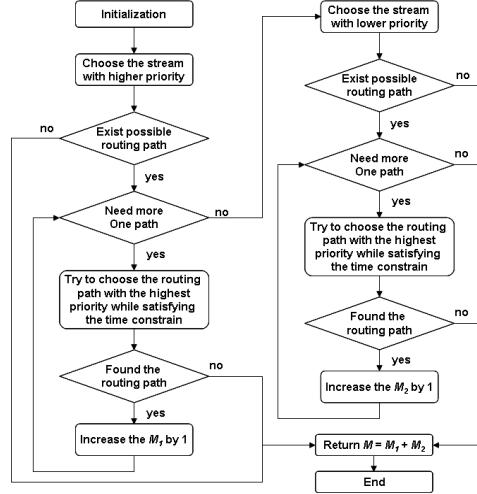 Initialization
Choose the stream
with higher priority
no
Exist possible
routing path
yes
Need more
One path
no
yes
Try to choose the routing
path with the highest
priority while satisfying
the time constrain
Found the
routing path
no
yes
Increase the M1 by 1
Choose the stream
with lower priority
Exist possible
routing path
no
yes
Need more
One path
no
yes
Try to choose the routing
path with the highest
priority while satisfying
the time constrain
Found the
routing path
no
yes
Increase the M2 by 1
Return M = M1 + M2
End